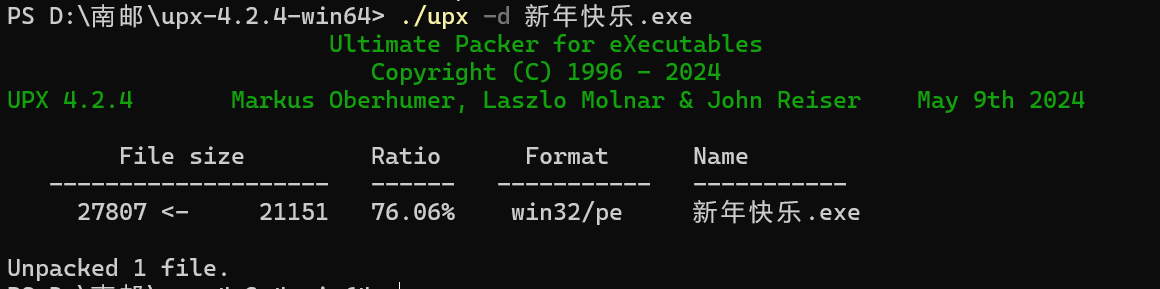 PS D:\南邮\upx-4.2.4-win64> ./upx -d 新年快乐.exe
Ultimate Packer for eXecutables
Copyright (C) 1996 - 2024
UPX 4.2.4 Markus Oberhumer, Laszlo Molnar & John Reiser May 9th 2024
File size Ratio Format Name
-------------------- ------ ----------- -----------
27807 <- 21151 76.06% win32/pe 新年快乐.exe
Unpacked 1 file.